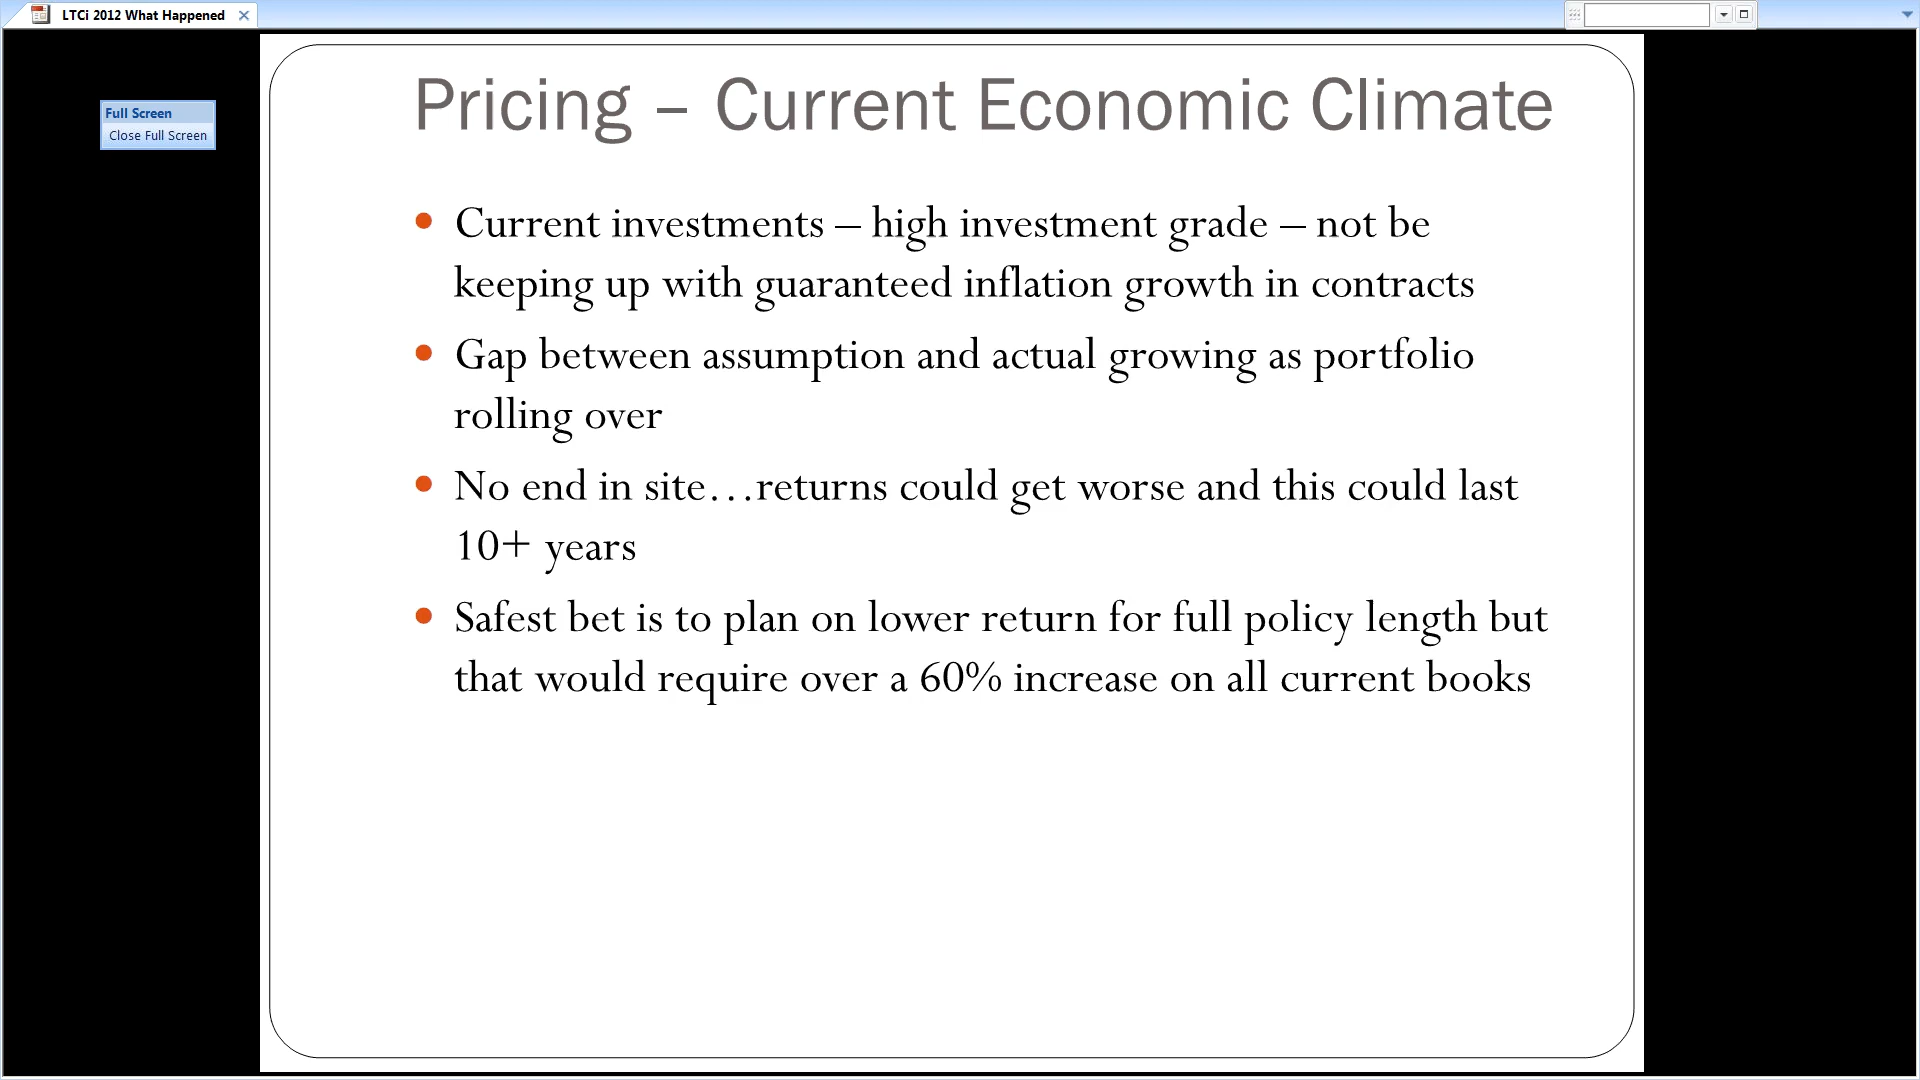 LTCi 2012 What Happened
Full Screen
Close Full Screen
Pricing – Current Economic Climate
• Current investments – high investment grade – not be
keeping up with guaranteed inflation growth in contracts
• Gap between assumption and actual growing as portfolio
rolling over
• No end in site…returns could get worse and this could last
10+ years
• Safest bet is to plan on lower return for full policy length but
that would require over a 60% increase on all current books